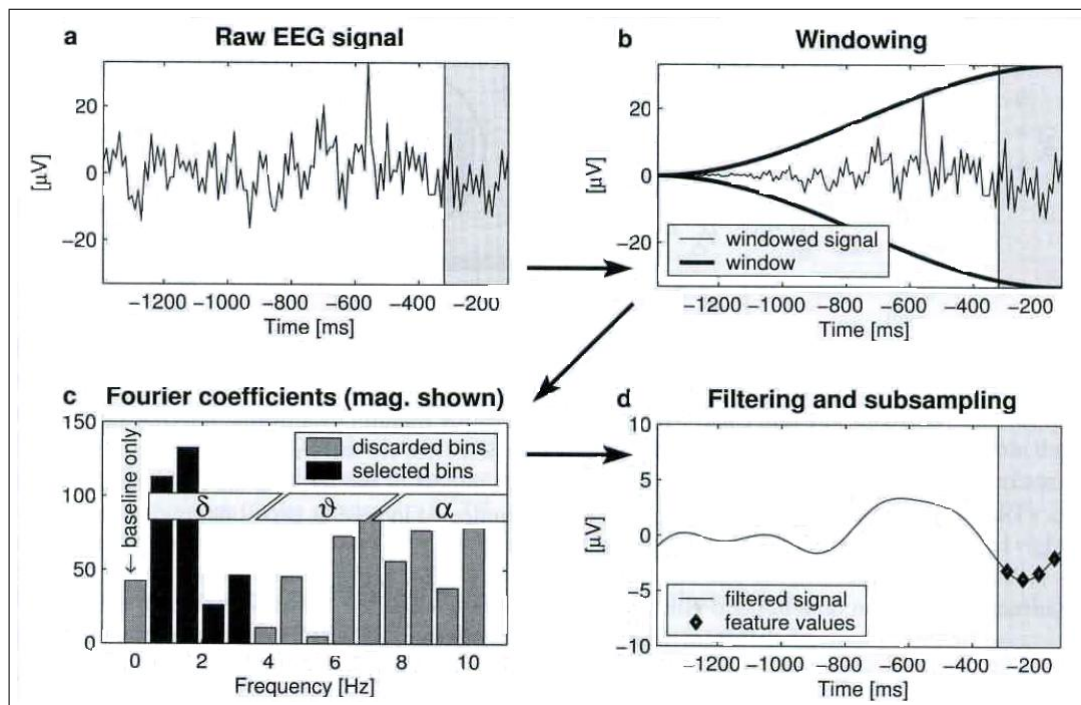 a Raw EEG signal
20
0
−20
[µV]
−1200 −1000 −800 −600 −400 −200
Time [ms]
b Windowing
20
0
−20
[µV]
windowed signal
window
−1200 −1000 −800 −600 −400 −200
Time [ms]
c Fourier coefficients (mag. shown)
150
100
50
0
← baseline only
discarded bins
selected bins
δ ϑ α
0 2 4 6 8 10
Frequency [Hz]
d Filtering and subsampling
10
5
0
−5
−10
[µV]
filtered signal
feature values
−1200 −1000 −800 −600 −400 −200
Time [ms]